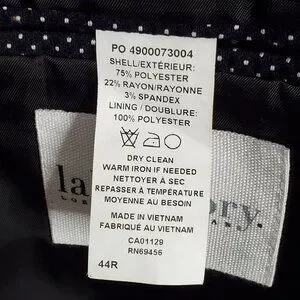 PO 4900073004
SHELL/EXTÉRIEUR:
75% POLYESTER
22% RAYON/RAYONNE
3% SPANDEX
LINING / DOUBLURE:
100% POLYESTER
DRY CLEAN
WARM IRON IF NEEDED
NETTOYER À SEC
REPASSER À TEMPÉRATURE
MOYENNE AU BESOIN
MADE IN VIETNAM
FABRIQUÉ AU VIETNAM
CA01129
RN69456
44R